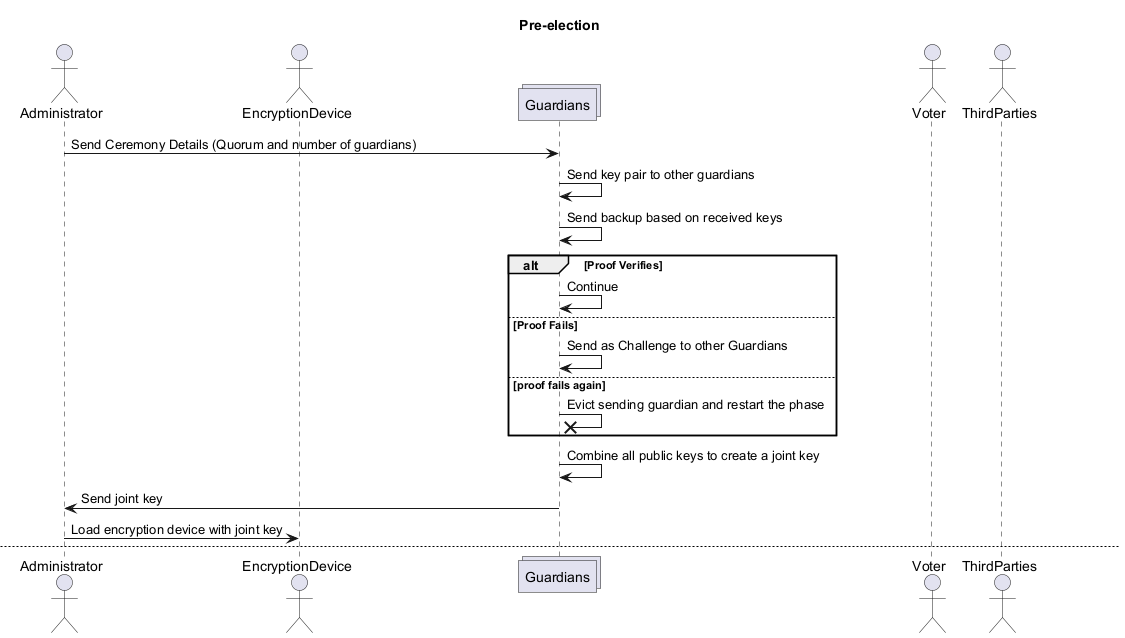 Pre-election
Administrator
EncryptionDevice
Guardians
Voter
ThirdParties
Send Ceremony Details (Quorum and number of guardians)
Send key pair to other guardians
Send backup based on received keys
alt [Proof Verifies]
Continue
[Proof Fails]
Send as Challenge to other Guardians
[proof fails again]
Evict sending guardian and restart the phase
Combine all public keys to create a joint key
Send joint key
Load encryption device with joint key
Administrator
EncryptionDevice
Guardians
Voter
ThirdParties